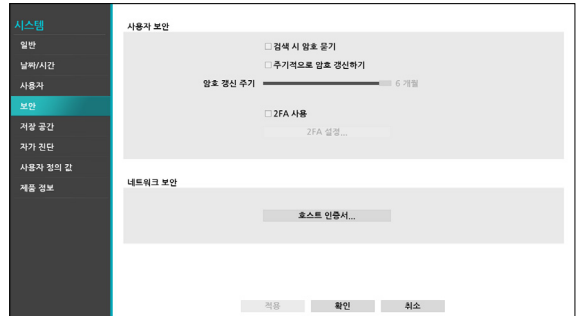 시스템
일반
날짜/시간
사용자
보안
저장 공간
자가 진단
사용자 정의 값
제품 정보
사용자 보안
검색 시 암호 묻기
주기적으로 암호 갱신하기
암호 갱신 주기 6 개월
2FA 사용
2FA 설정...
네트워크 보안
호스트 인증서...
적용 확인 취소